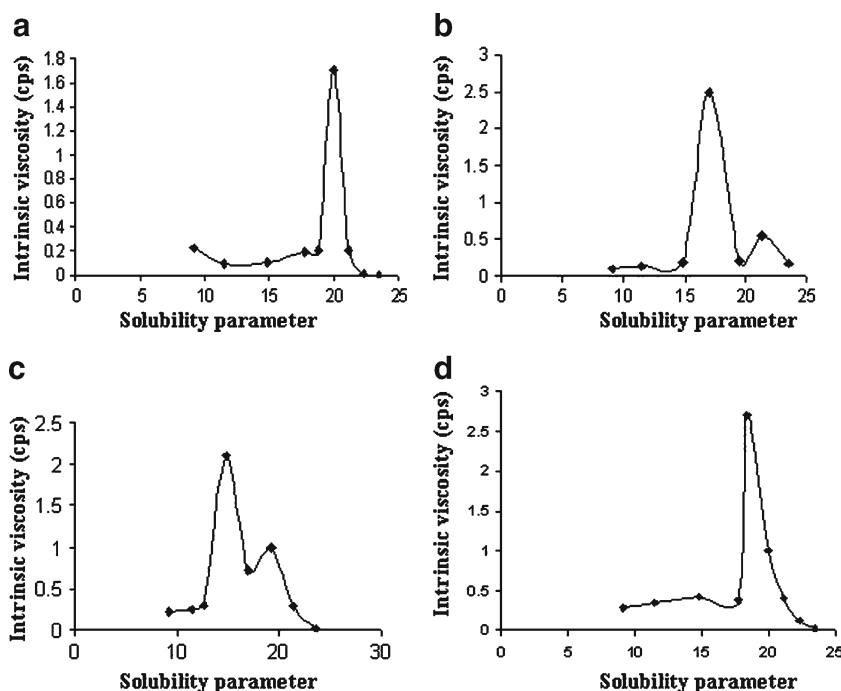 a
Intrinsic viscosity (cps)
1.8
1.6
1.4
1.2
1
0.8
0.6
0.4
0.2
0
0 5 10 15 20 25
Solubility parameter
b
Intrinsic viscosity (cps)
3
2.5
2
1.5
1
0.5
0
0 5 10 15 20 25
Solubility parameter
c
Intrinsic viscosity (cps)
2.5
2
1.5
1
0.5
0
0 10 20 30
Solubility parameter
d
Intrinsic viscosity (cps)
3
2.5
2
1.5
1
0.5
0
0 5 10 15 20 25
Solubility parameter